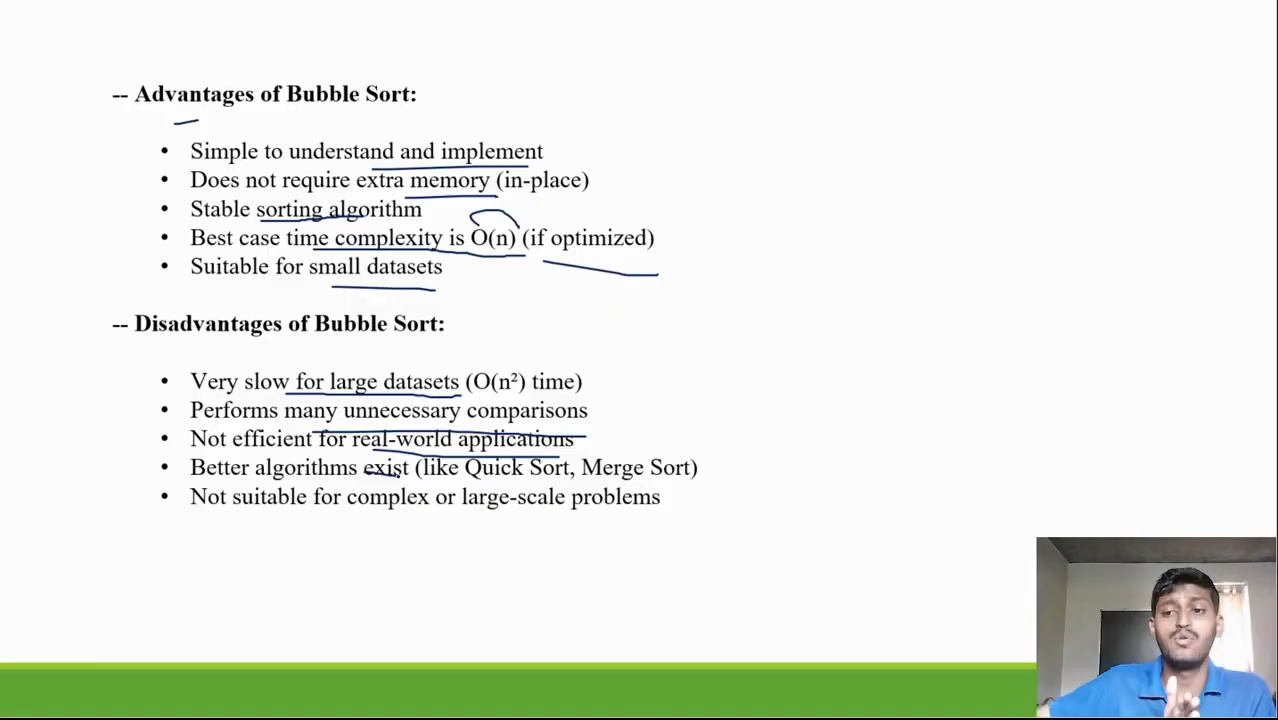 -- Advantages of Bubble Sort:
• Simple to understand and implement
• Does not require extra memory (in-place)
• Stable sorting algorithm
• Best case time complexity is O(n) (if optimized)
• Suitable for small datasets
-- Disadvantages of Bubble Sort:
• Very slow for large datasets (O(n²) time)
• Performs many unnecessary comparisons
• Not efficient for real-world applications
• Better algorithms exist (like Quick Sort, Merge Sort)
• Not suitable for complex or large-scale problems